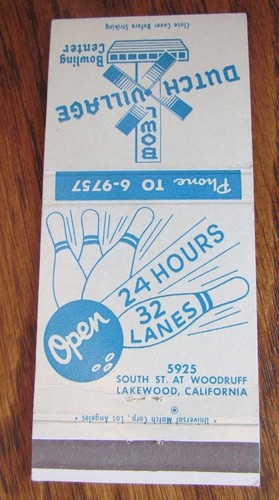 Close Cover Before Striking
Bowling
Center
DUTCH VILLAGE
BOWL
Phone TO 6-9757
Open
24 HOURS
32
LANES
5925
SOUTH ST. AT WOODRUFF
LAKEWOOD, CALIFORNIA
* Universal Match Corp., Los Angeles *